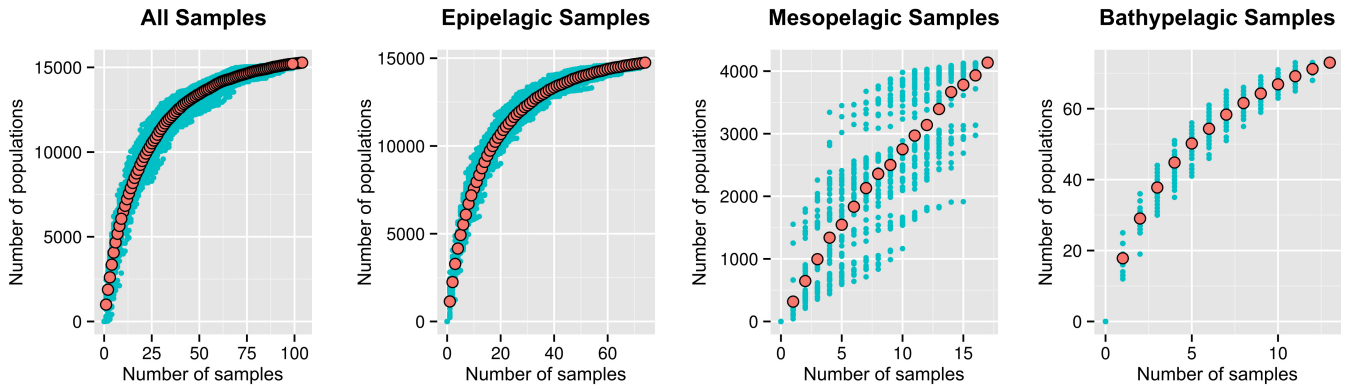 All Samples
Number of populations
15000
10000
5000
0
0 25 50 75 100
Number of samples
Epipelagic Samples
Number of populations
15000
10000
5000
0
0 20 40 60
Number of samples
Mesopelagic Samples
Number of populations
4000
3000
2000
1000
0
0 5 10 15
Number of samples
Bathypelagic Samples
Number of populations
60
40
20
0
0 5 10
Number of samples